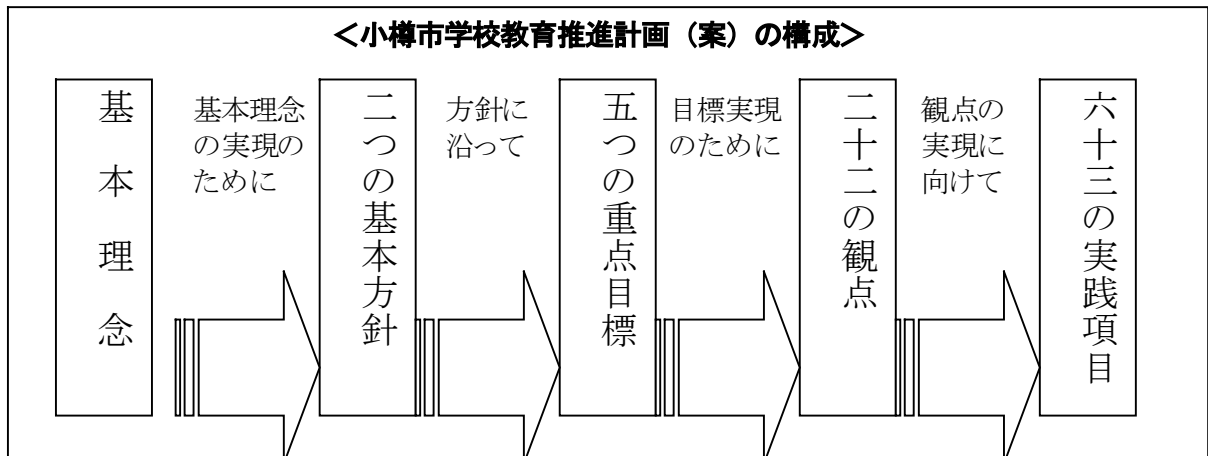 ＜小樽市学校教育推進計画（案）の構成＞
基本理念
基本理念
の実現の
ために
二つの基本方針
方針に
沿って
五つの重点目標
目標実現
のために
二十二の観点
観点の
実現に
向けて
六十三の実践項目